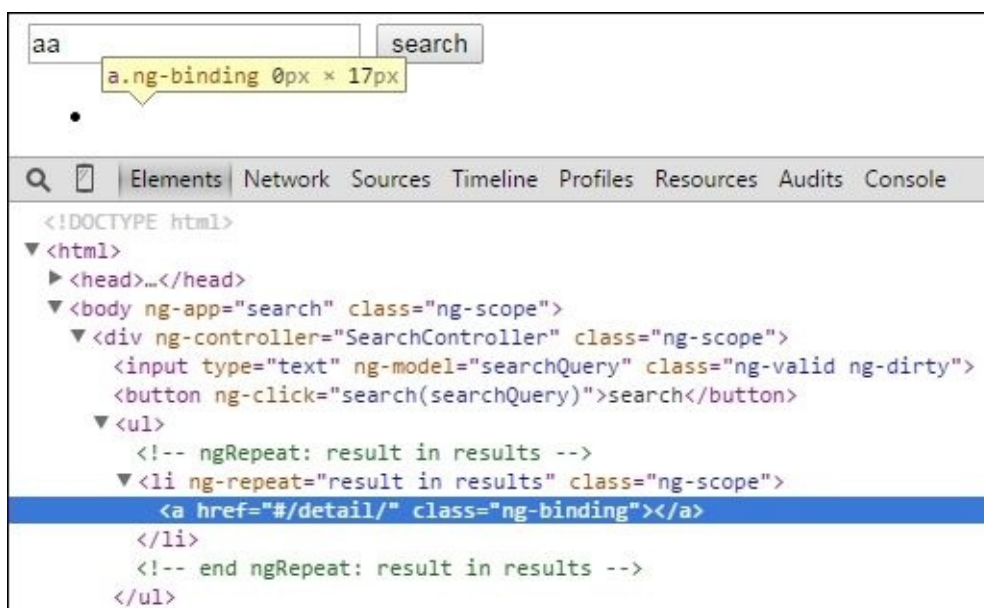 aa search
a.ng-binding 0px × 17px
•
Elements Network Sources Timeline Profiles Resources Audits Console
<!DOCTYPE html>
▼<html>
▶<head>…</head>
▼<body ng-app="search" class="ng-scope">
▼<div ng-controller="SearchController" class="ng-scope">
<input type="text" ng-model="searchQuery" class="ng-valid ng-dirty">
<button ng-click="search(searchQuery)">search</button>
▼<ul>
<!-- ngRepeat: result in results -->
▼<li ng-repeat="result in results" class="ng-scope">
<a href="#/detail/" class="ng-binding"></a>
</li>
<!-- end ngRepeat: result in results -->
</ul>